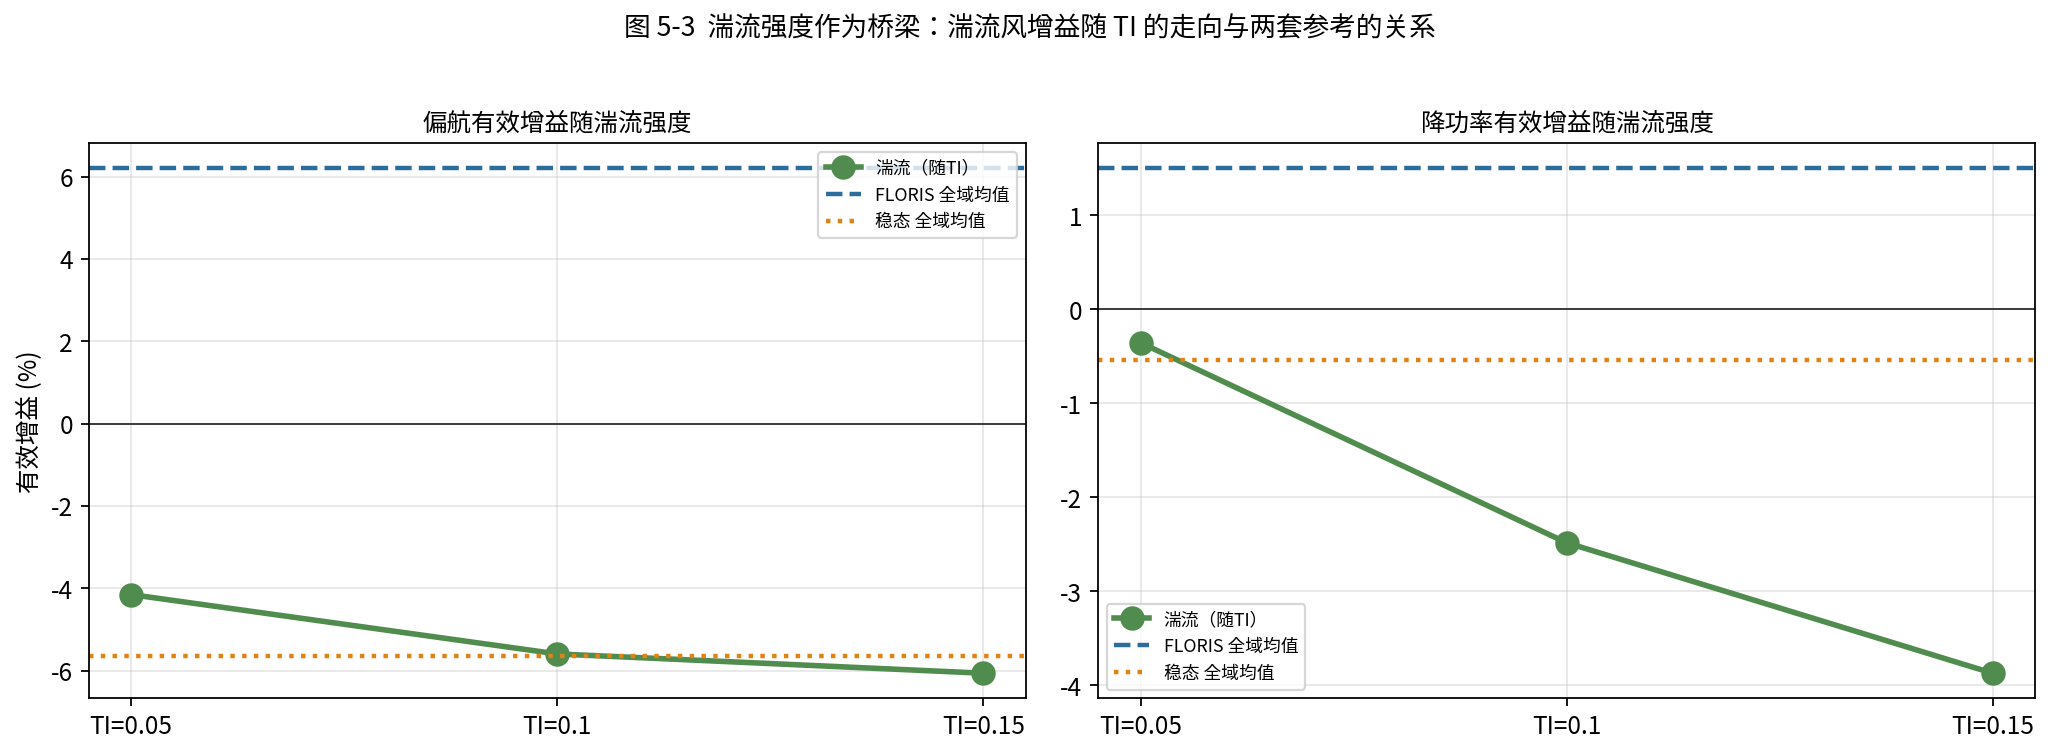 图 5-3 湍流强度作为桥梁：湍流风增益随 TI 的走向与两套参考的关系
偏航有效增益随湍流强度
有效增益 (%)
6
4
2
0
-2
-4
-6
湍流（随TI）
FLORIS 全域均值
稳态 全域均值
TI=0.05
TI=0.1
TI=0.15
降功率有效增益随湍流强度
1
0
-1
-2
-3
-4
湍流（随TI）
FLORIS 全域均值
稳态 全域均值
TI=0.05
TI=0.1
TI=0.15